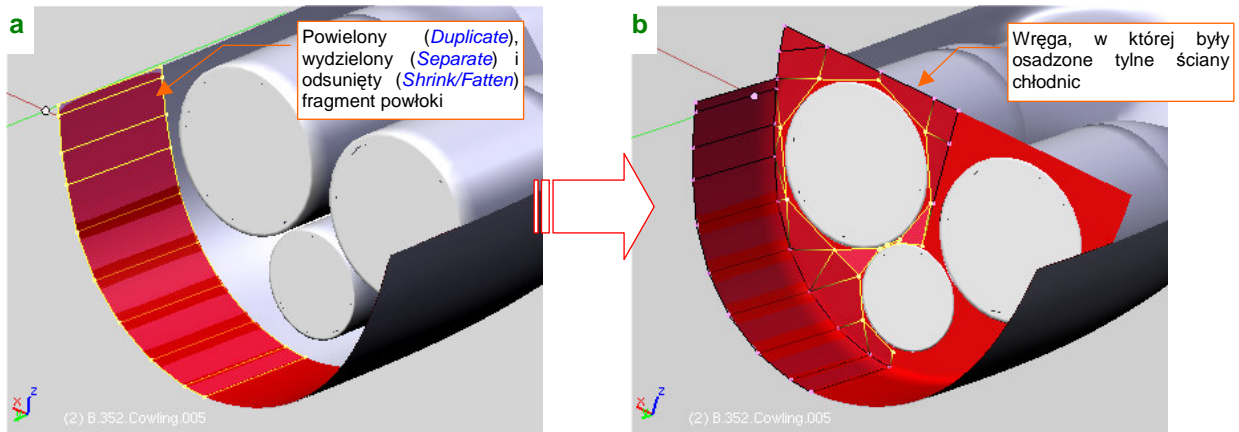 a
Powielony (Duplicate),
wydzielony (Separate) i
odsunięty (Shrink/Fatten)
fragment powłoki
x z
(2) B.352.Cowling.005
b
Wręga, w której były
osadzone tylne ściany
chłodnic
x z
(2) B.352.Cowling.005